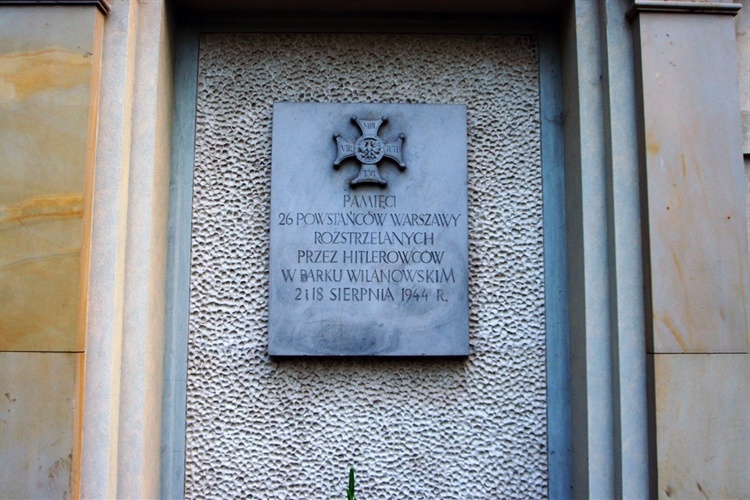 PAMIĘCI
26 POWSTAŃCÓW WARSZAWY
ROZSTRZELANYCH
PRZEZ HITLEROWCÓW
W PARKU WILANOWSKIM
2 i 18 SIERPNIA 1944 R.